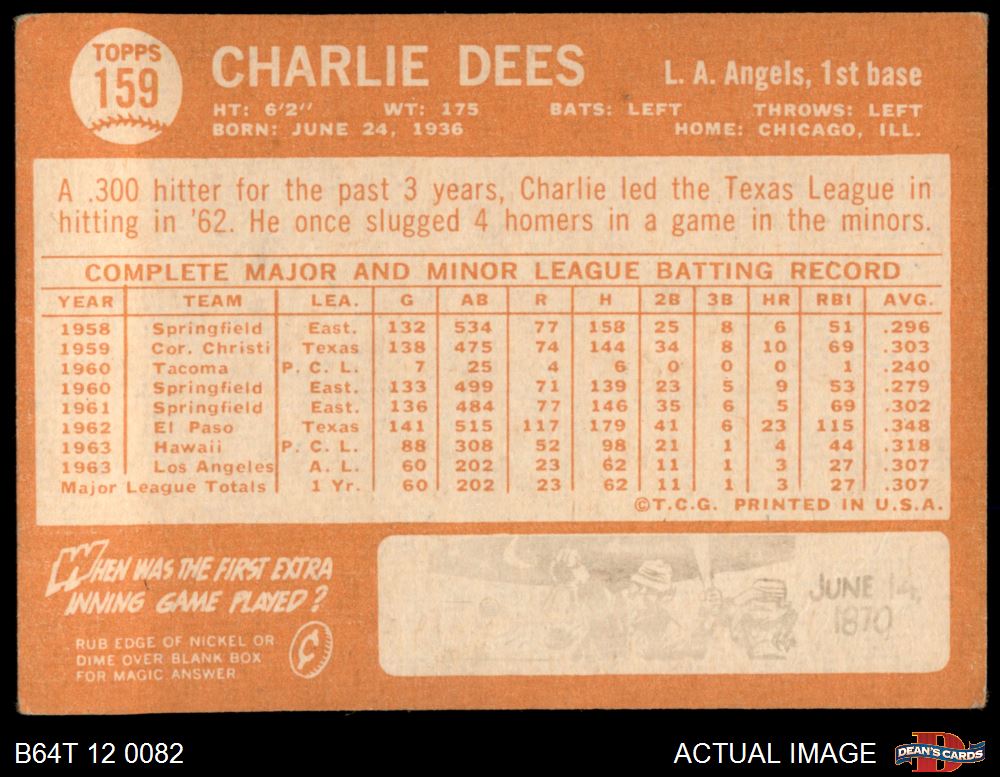 TOPPS
159
CHARLIE DEES
L. A. Angels, 1st base
HT: 6'2" WT: 175 BATS: LEFT THROWS: LEFT
BORN: JUNE 24, 1936 HOME: CHICAGO, ILL.
A .300 hitter for the past 3 years, Charlie led the Texas League in
hitting in '62. He once slugged 4 homers in a game in the minors.
COMPLETE MAJOR AND MINOR LEAGUE BATTING RECORD
YEAR TEAM LEA. G AB R H 2B 3B HR RBI AVG.
1958 Springfield East. 132 534 77 158 25 8 6 51 .296
1959 Cor. Christi Texas 138 475 74 144 34 8 10 69 .303
1960 Tacoma P. C. L. 7 25 4 6 0 0 0 1 .240
1960 Springfield East. 133 499 71 139 23 5 9 53 .279
1961 Springfield East. 136 484 77 146 35 6 5 69 .302
1962 El Paso Texas 141 515 117 179 41 6 23 115 .348
1963 Hawaii P. C. L. 88 308 52 98 21 1 4 44 .318
1963 Los Angeles A. L. 60 202 23 62 11 1 3 27 .307
Major League Totals 1 Yr. 60 202 23 62 11 1 3 27 .307
©T.C.G. PRINTED IN U.S.A.
WHEN WAS THE FIRST EXTRA
INNING GAME PLAYED?
RUB EDGE OF NICKEL OR
DIME OVER BLANK BOX
FOR MAGIC ANSWER
JUNE 14,
1870
B64T 12 0082
ACTUAL IMAGE
D
DEAN'S CARDS